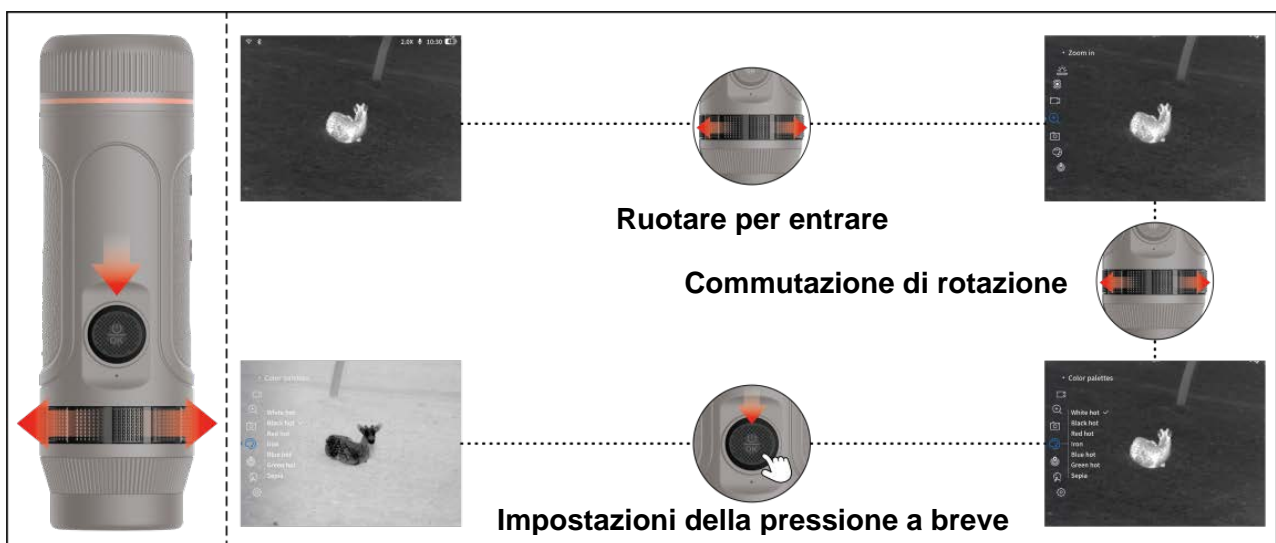 2.0X 10:30
• Zoom in
Ruotare per entrare
Commutazione di rotazione
OK
• Color palettes
White hot
Black hot ✓
Red hot
Iron
Blue hot
Green hot
Sepia
OK
• Color palettes
White hot ✓
Black hot
Red hot
Iron
Blue hot
Green hot
Sepia
Impostazioni della pressione a breve